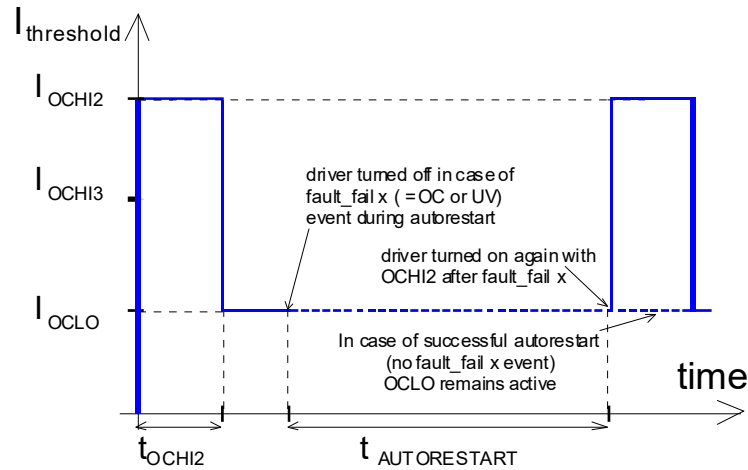 I threshold
I OCHI2
I OCHI3
I OCLO
driver turned off in case of
fault_fail x ( = OC or UV)
event during autorestart
driver turned on again with
OCHI2 after fault_fail x
In case of successful autorestart
(no fault_fail x event)
OCLO remains active
time
t OCHI2
t AUTORESTART